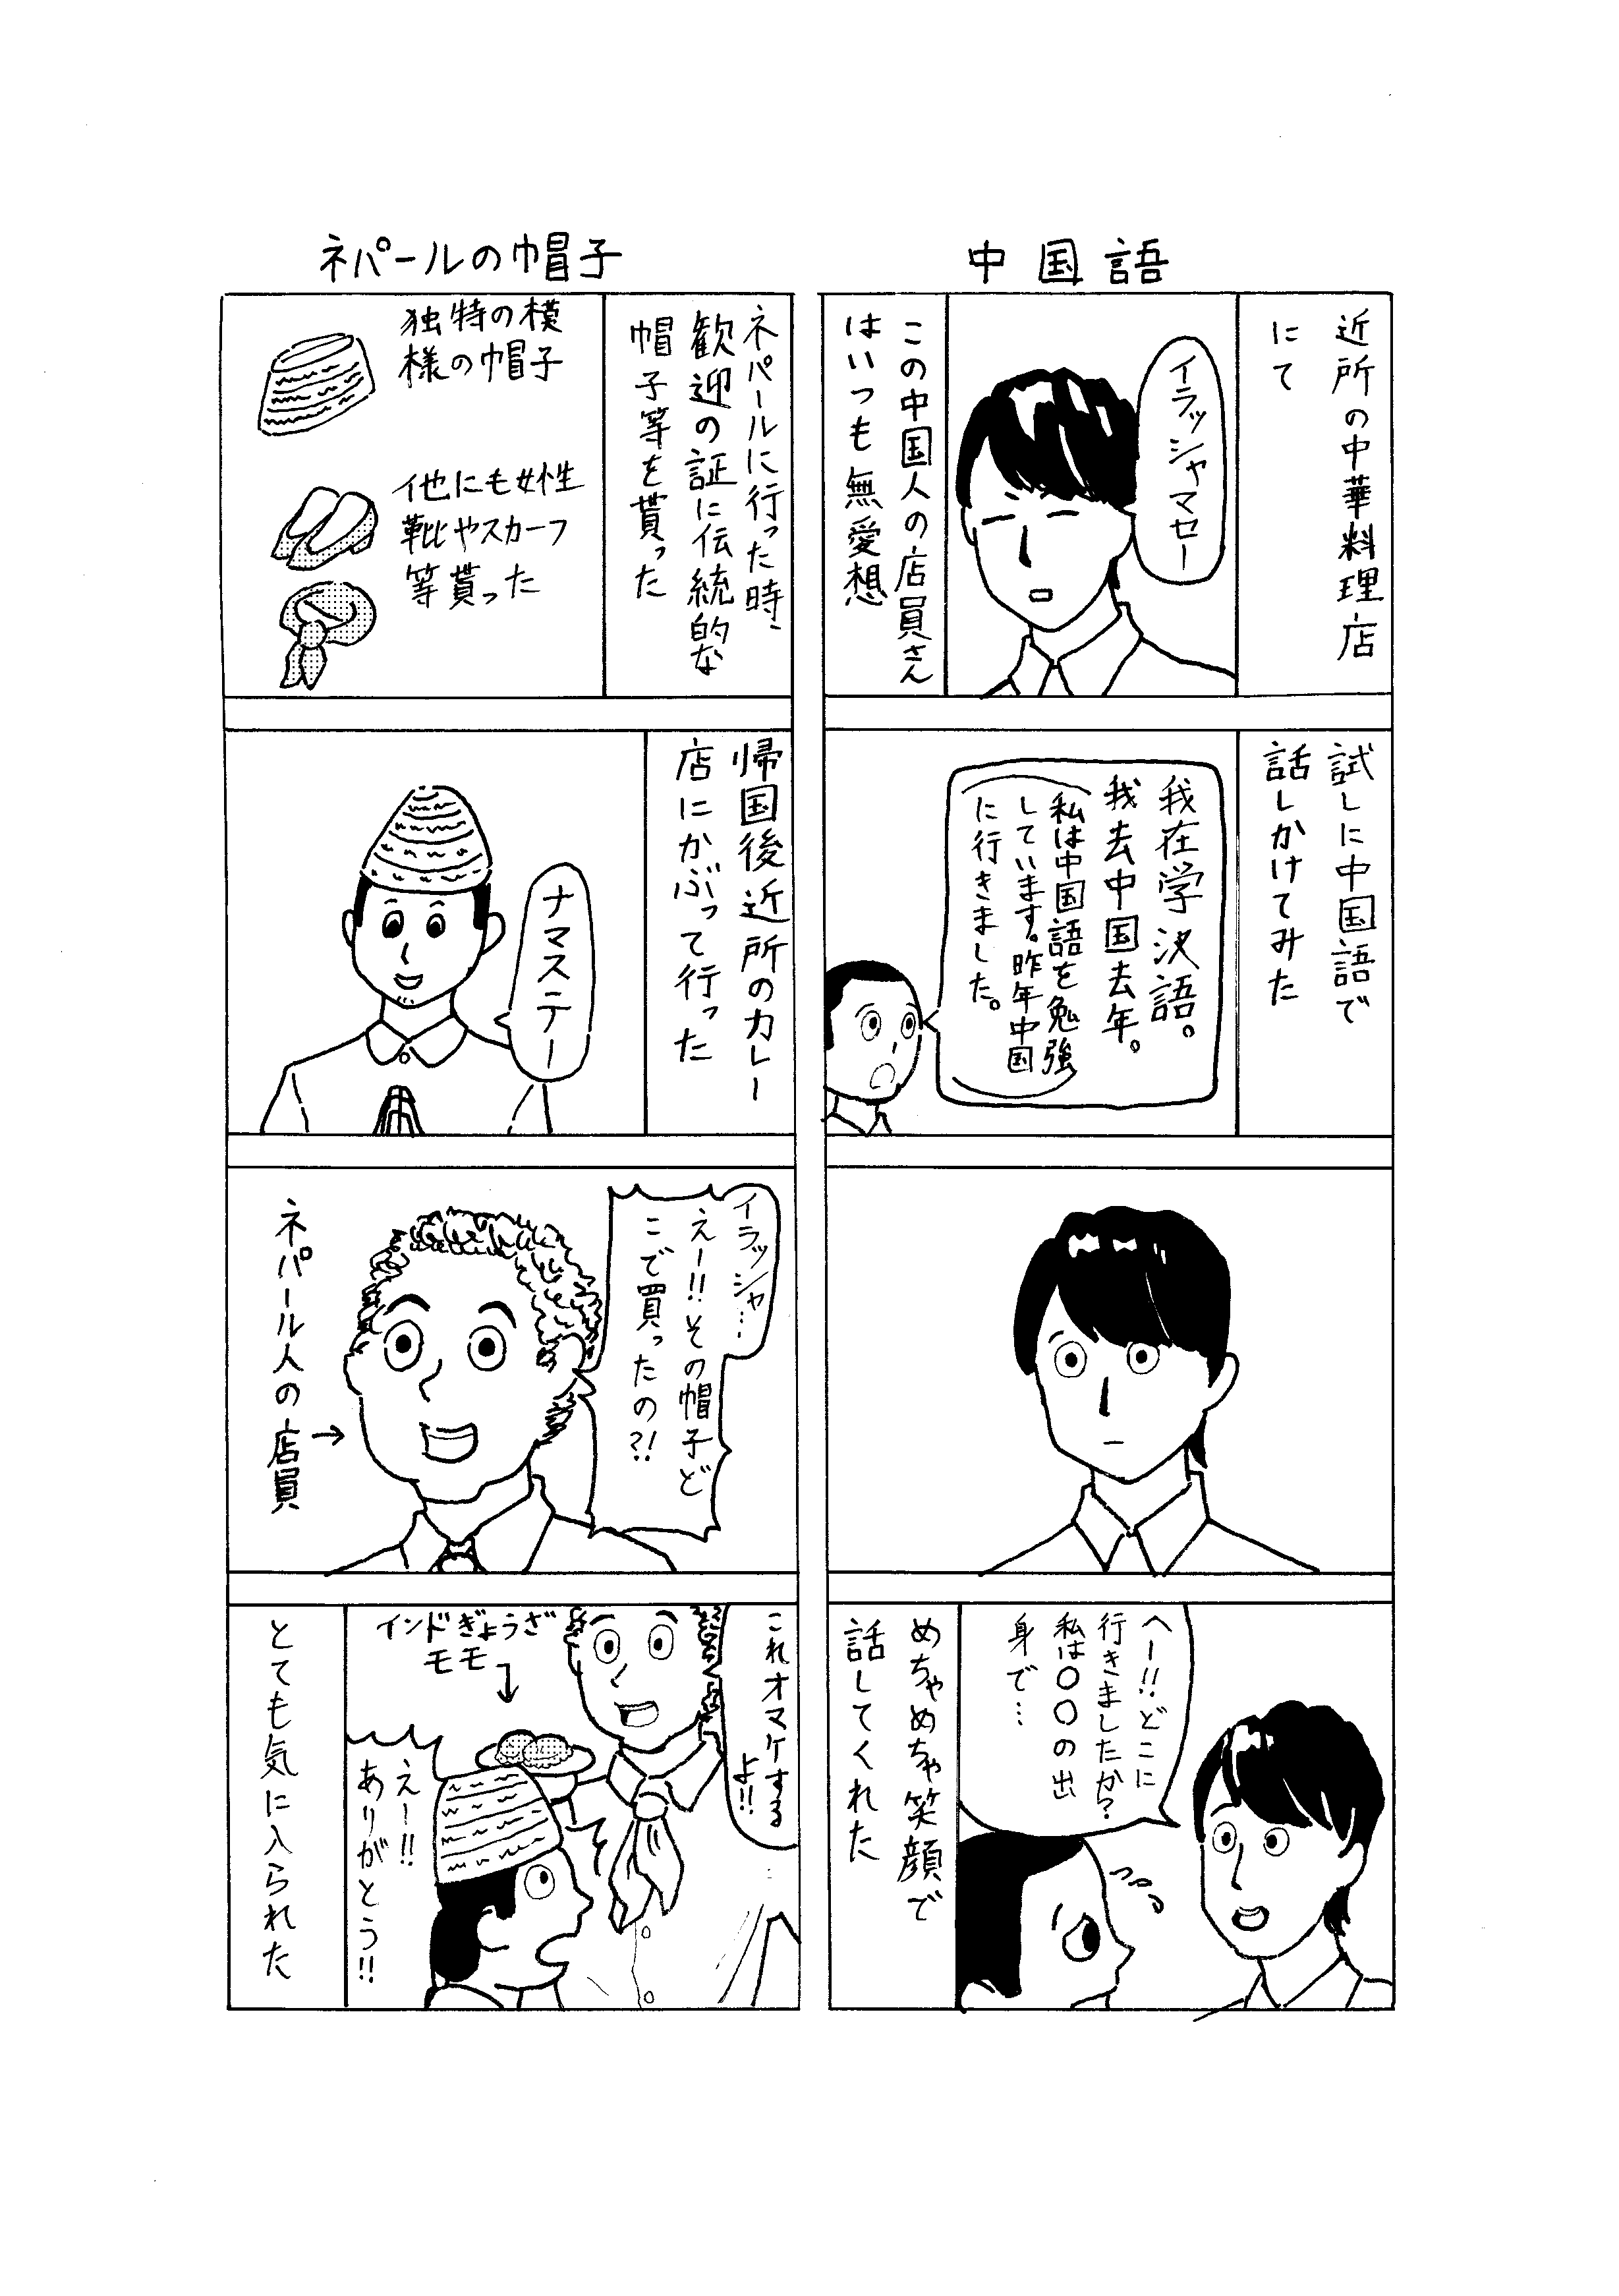 中国語
近所の中華料理店
にて
イラッシャマセー
この中国人の店員さん
はいつも無愛想
試しに中国語で
話しかけてみた
我在学汉语。
我去中国去年。
私は中国語を勉強
しています。昨年中国
に行きました。
へー!!どこに
行きましたか?
私は〇〇の出
身で…
めちゃめちゃ笑顔で
話してくれた
ネパールの帽子
ネパールに行った時、
歓迎の証に伝統的な
帽子等を貰った
独特の模
様の帽子
他にも女性
靴やスカーフ
等貰った
帰国後近所のカレー
店にかぶって行った
ナマステー
イラッシャ…
えー!!その帽子ど
こで買ったの?!
ネパール人の店員
これオマケする
よ!!
インドぎょうざ
モモ
えー!!
ありがとう!!
とても気に入られた